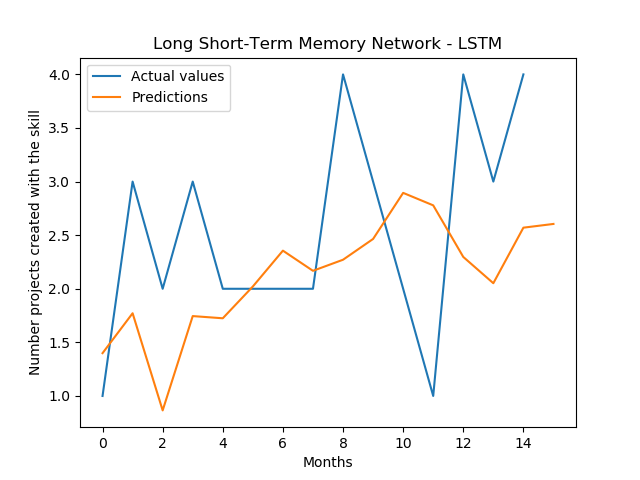 Long Short-Term Memory Network - LSTM
Actual values
Predictions
Number projects created with the skill
4.0
3.5
3.0
2.5
2.0
1.5
1.0
0 2 4 6 8 10 12 14
Months